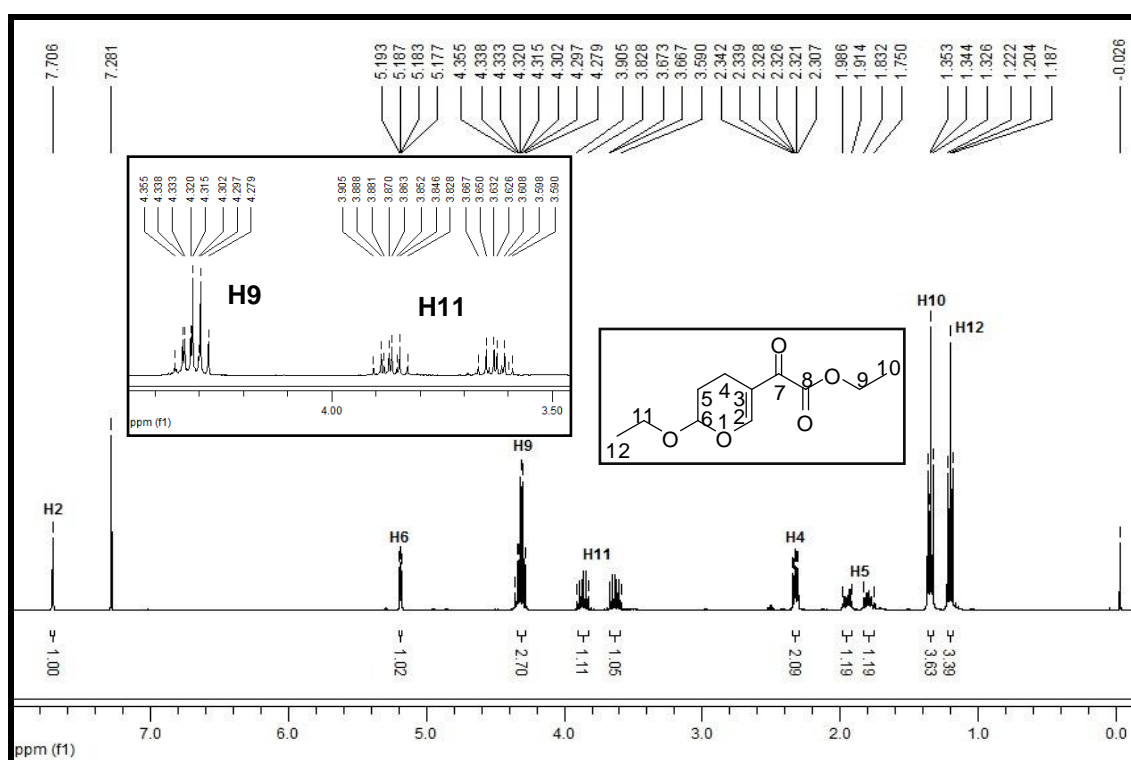 7.706 7.281 5.193 5.187 5.183 5.177 4.355 4.338 4.333 4.320 4.315 4.302 4.297 4.279 3.905 3.828 3.673 3.667 3.590 2.342 2.339 2.328 2.326 2.321 2.307 1.986 1.914 1.832 1.750 1.353 1.344 1.326 1.222 1.204 1.187 -0.026
4.355 4.338 4.333 4.320 4.315 4.302 4.297 4.279 3.905 3.888 3.881 3.870 3.863 3.852 3.846 3.828 3.667 3.650 3.632 3.626 3.608 3.598 3.590
H9
H11
4.00 3.50
ppm (f1)
H10
H12
O
O
10
4
7
8
9
5
3
11
6
1
2
O
O
O
12
H9
H2
H6
H11
H4
H5
1.00 1.02 2.70 1.11 1.05 2.09 1.19 1.19 3.63 3.39
7.0 6.0 5.0 4.0 3.0 2.0 1.0 0.0
ppm (f1)